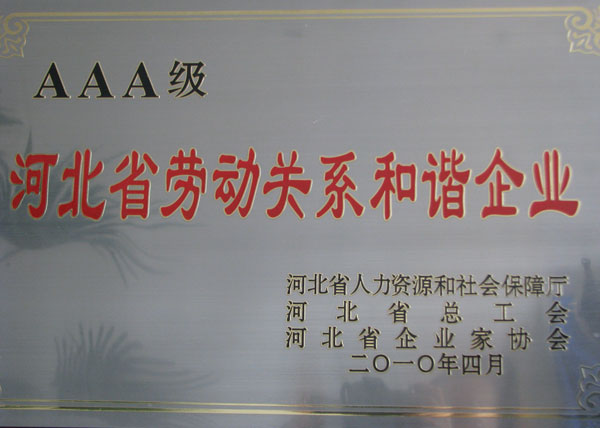 AAA级
河北省劳动关系和谐企业
河北省人力资源和社会保障厅
河北省总工会
河北省企业家协会
二〇一〇年四月